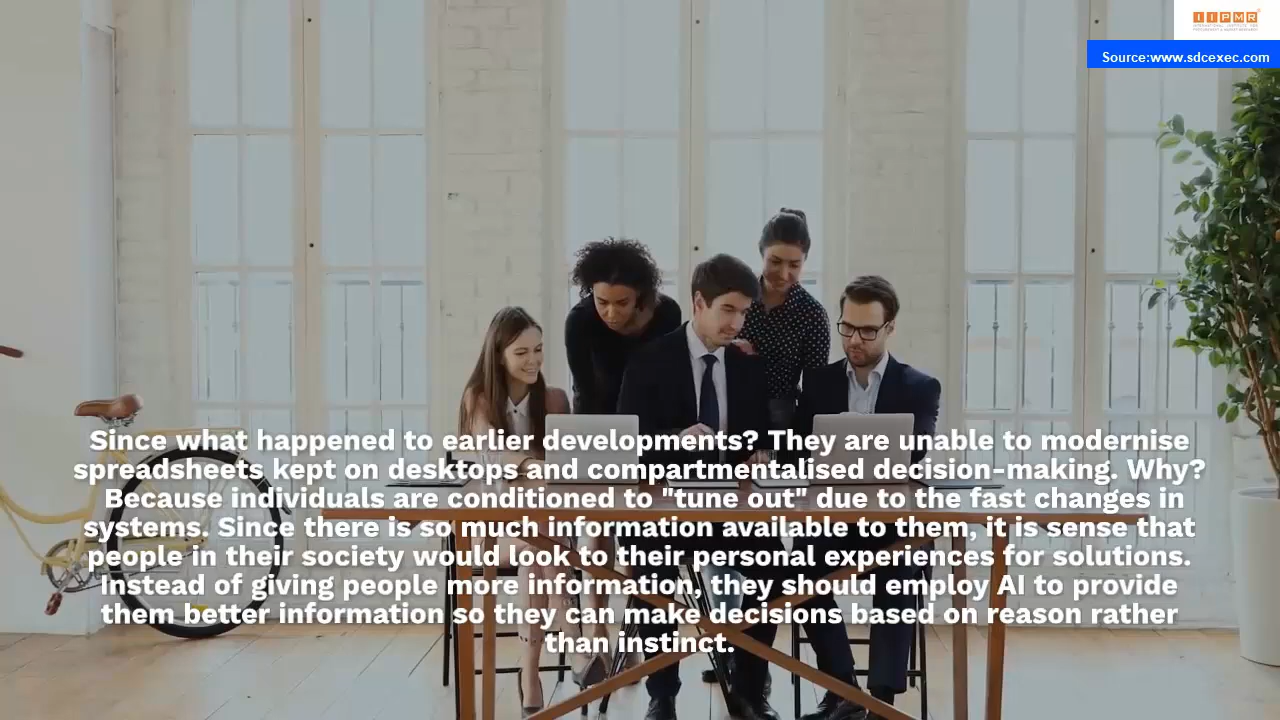 IIPMR
Source:www.sdcexec.com
Since what happened to earlier developments? They are unable to modernise
spreadsheets kept on desktops and compartmentalised decision-making. Why?
Because individuals are conditioned to "tune out" due to the fast changes in
systems. Since there is so much information available to them, it is sense that
people in their society would look to their personal experiences for solutions.
Instead of giving people more information, they should employ AI to provide
them better information so they can make decisions based on reason rather
than instinct.